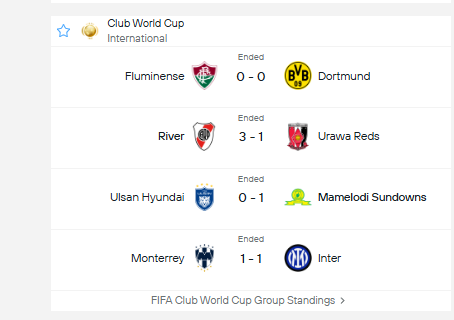 Club World Cup
International
Ended
Fluminense 0 - 0 Dortmund
Ended
River 3 - 1 Urawa Reds
Ended
Ulsan Hyundai 0 - 1 Mamelodi Sundowns
Ended
Monterrey 1 - 1 Inter
FIFA Club World Cup Group Standings >